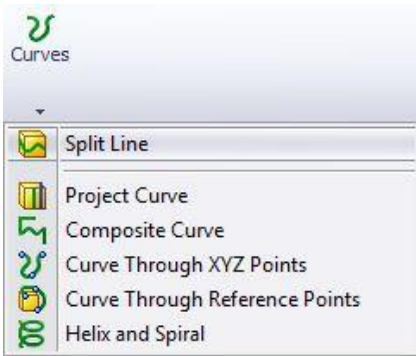 Curves
Split Line
Project Curve
Composite Curve
Curve Through XYZ Points
Curve Through Reference Points
Helix and Spiral